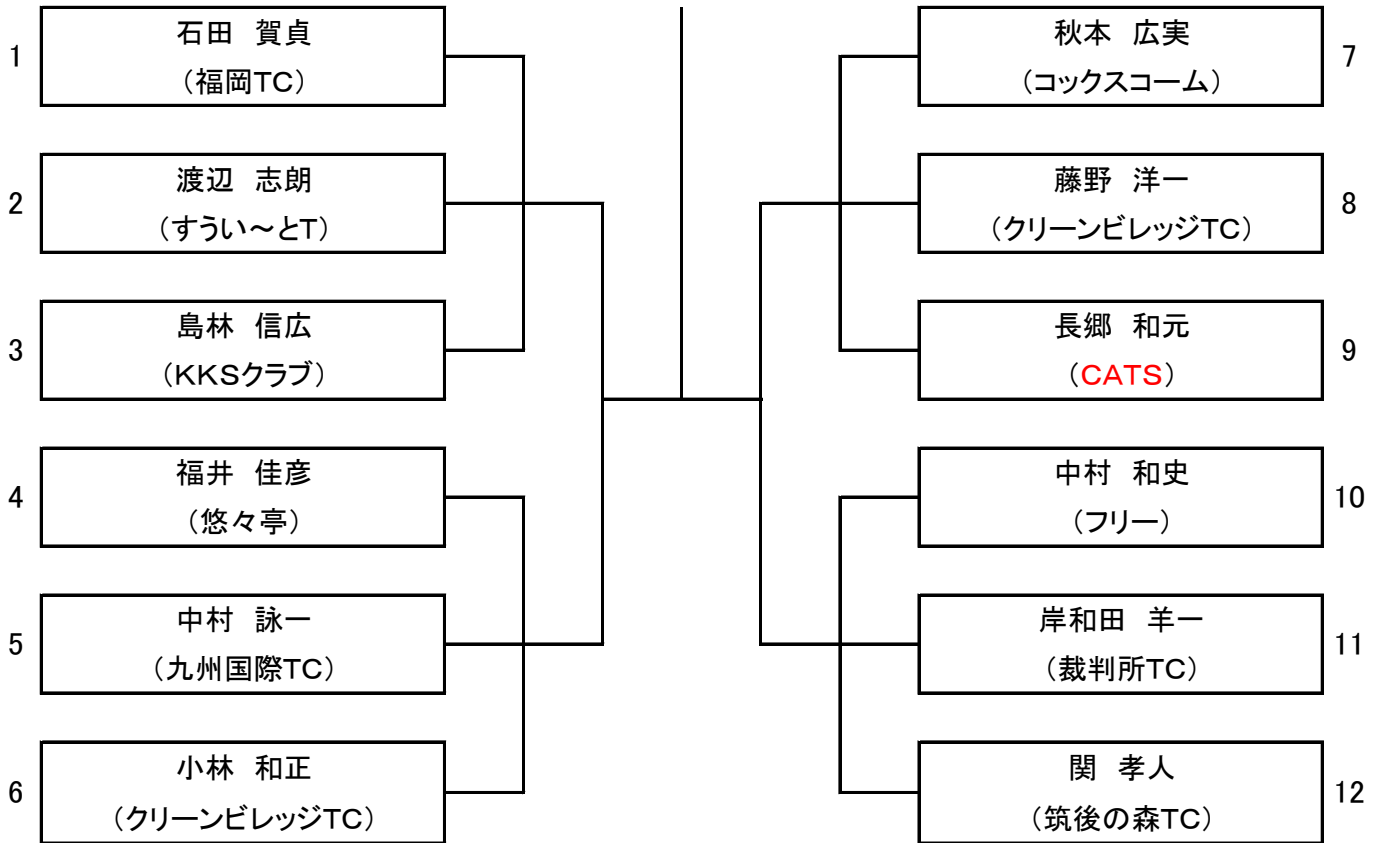 1
石田　賀貞
（福岡TC）
2
渡辺　志朗
（すうい～とT）
3
島林　信広
（KKSクラブ）
4
福井　佳彦
（悠々亭）
5
中村　詠一
（九州国際TC）
6
小林　和正
（クリーンビレッジTC）
秋本　広実
（コックスコーム）
7
藤野　洋一
（クリーンビレッジTC）
8
長郷　和元
（CATS）
9
中村　和史
（フリー）
10
岸和田　羊一
（裁判所TC）
11
関　孝人
（筑後の森TC）
12